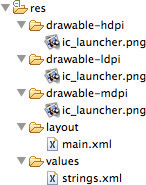 res
drawable-hdpi
ic_launcher.png
drawable-ldpi
ic_launcher.png
drawable-mdpi
ic_launcher.png
layout
main.xml
values
strings.xml